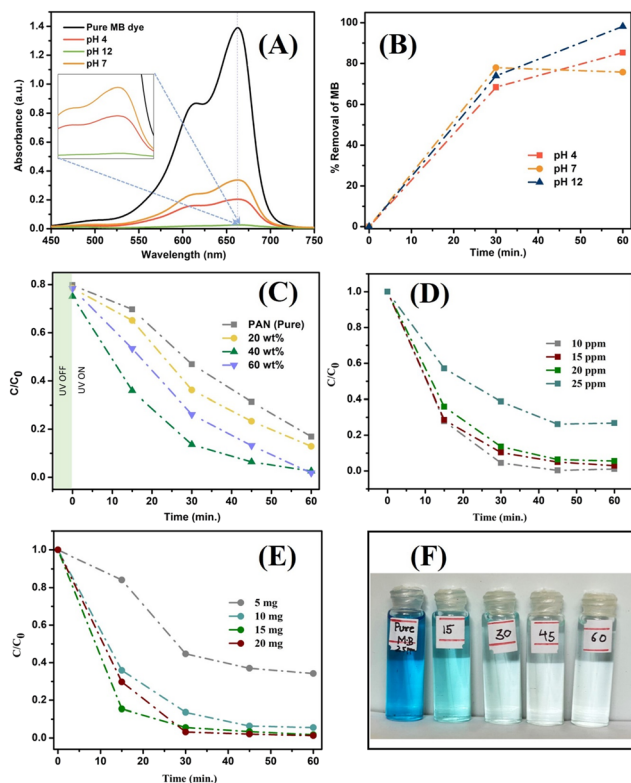 (A)
Pure MB dye
pH 4
pH 12
pH 7
Absorbance (a.u.)
1.4
1.2
1.0
0.8
0.6
0.4
0.2
0.0
450 500 550 600 650 700 750
Wavelength (nm)
(B)
% Removal of MB
100
80
60
40
20
0
pH 4
pH 7
pH 12
0 10 20 30 40 50 60
Time (min.)
(C)
C/C0
0.8
0.6
0.4
0.2
0.0
UV OFF
UV ON
PAN (Pure)
20 wt%
40 wt%
60 wt%
0 10 20 30 40 50 60
Time (min.)
(D)
C/C0
1.0
0.8
0.6
0.4
0.2
0.0
10 ppm
15 ppm
20 ppm
25 ppm
0 10 20 30 40 50 60
Time (min.)
(E)
C/C0
1.0
0.8
0.6
0.4
0.2
0.0
5 mg
10 mg
15 mg
20 mg
0 10 20 30 40 50 60
Time (min.)
(F)
Pure
MB
15
30
45
60